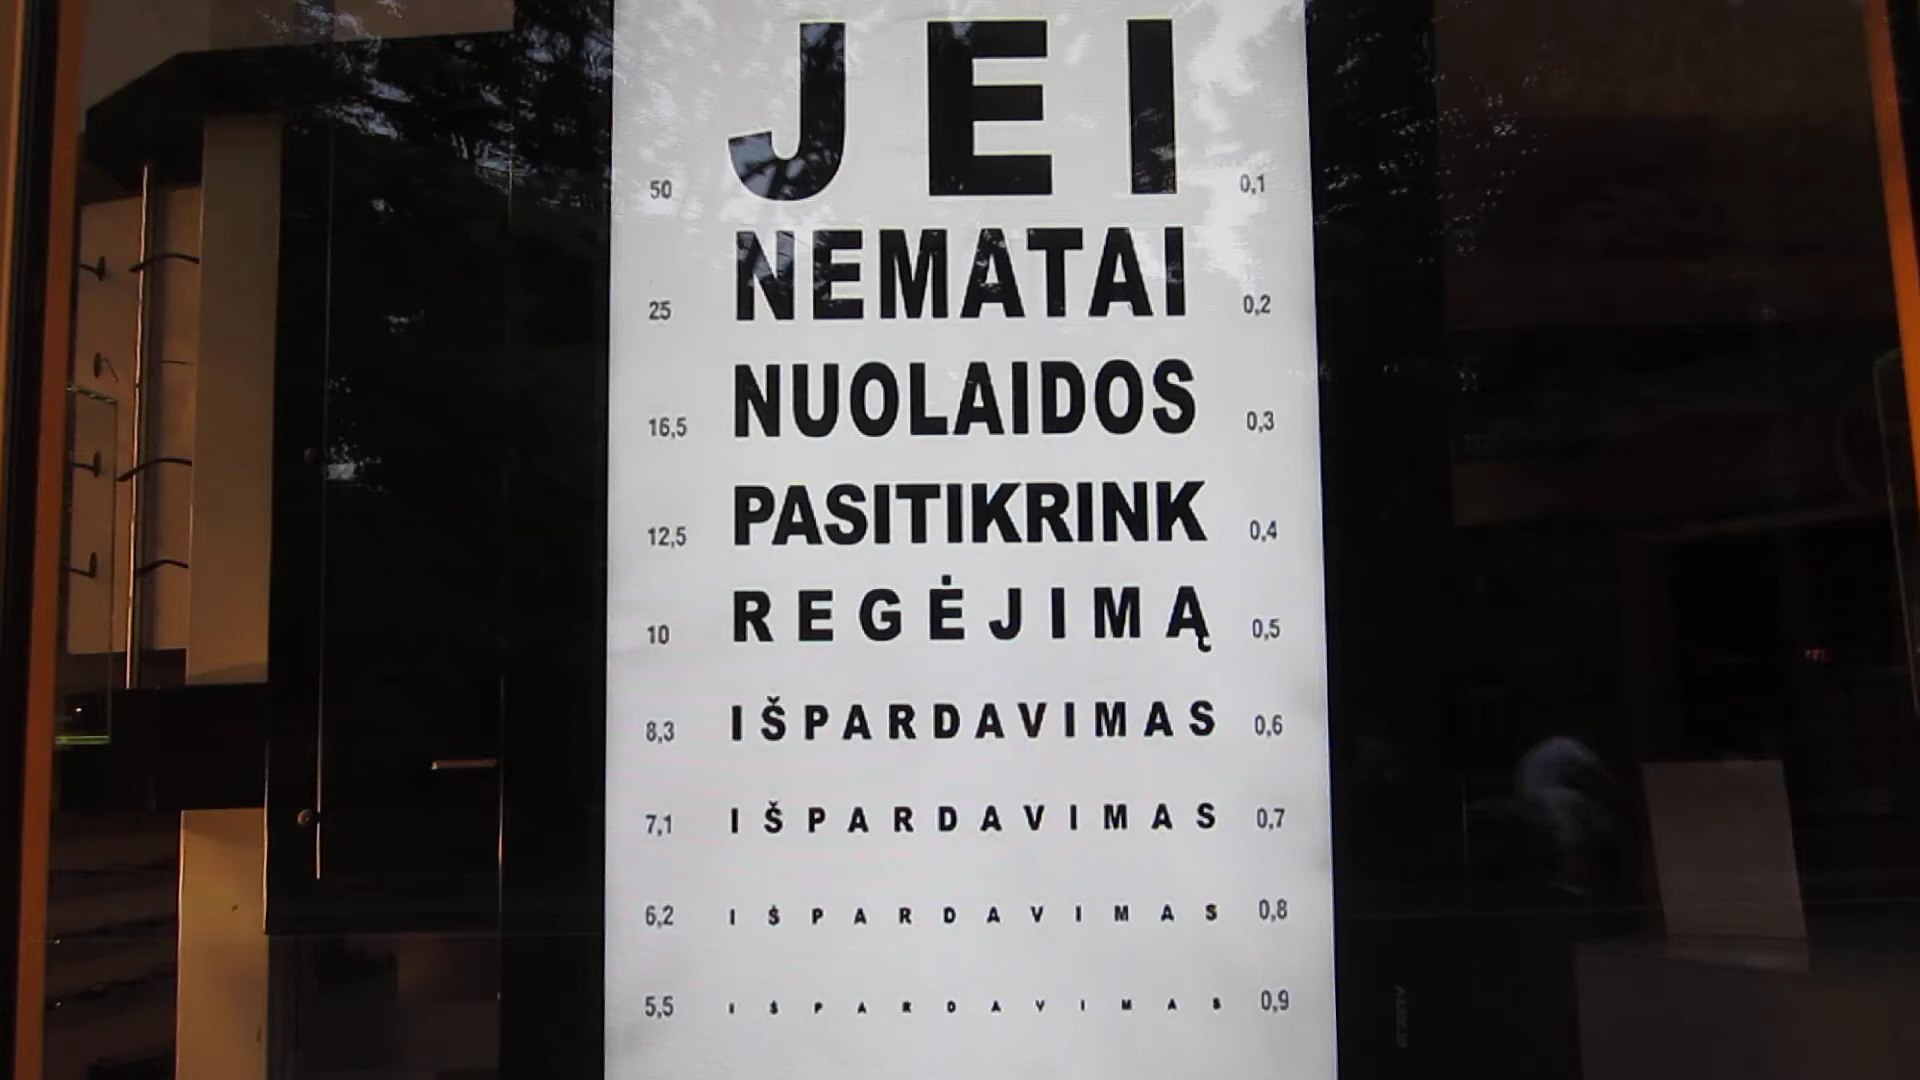 50 JEI 0,1
25 NEMATAI 0,2
16,5 NUOLAIDOS 0,3
12,5 PASITIKRINK 0,4
10 REGĖJIMĄ 0,5
8,3 IŠPARDAVIMAS 0,6
7,1 IŠPARDAVIMAS 0,7
6,2 IŠPARDAVIMAS 0,8
5,5 IŠPARDAVIMAS 0,9